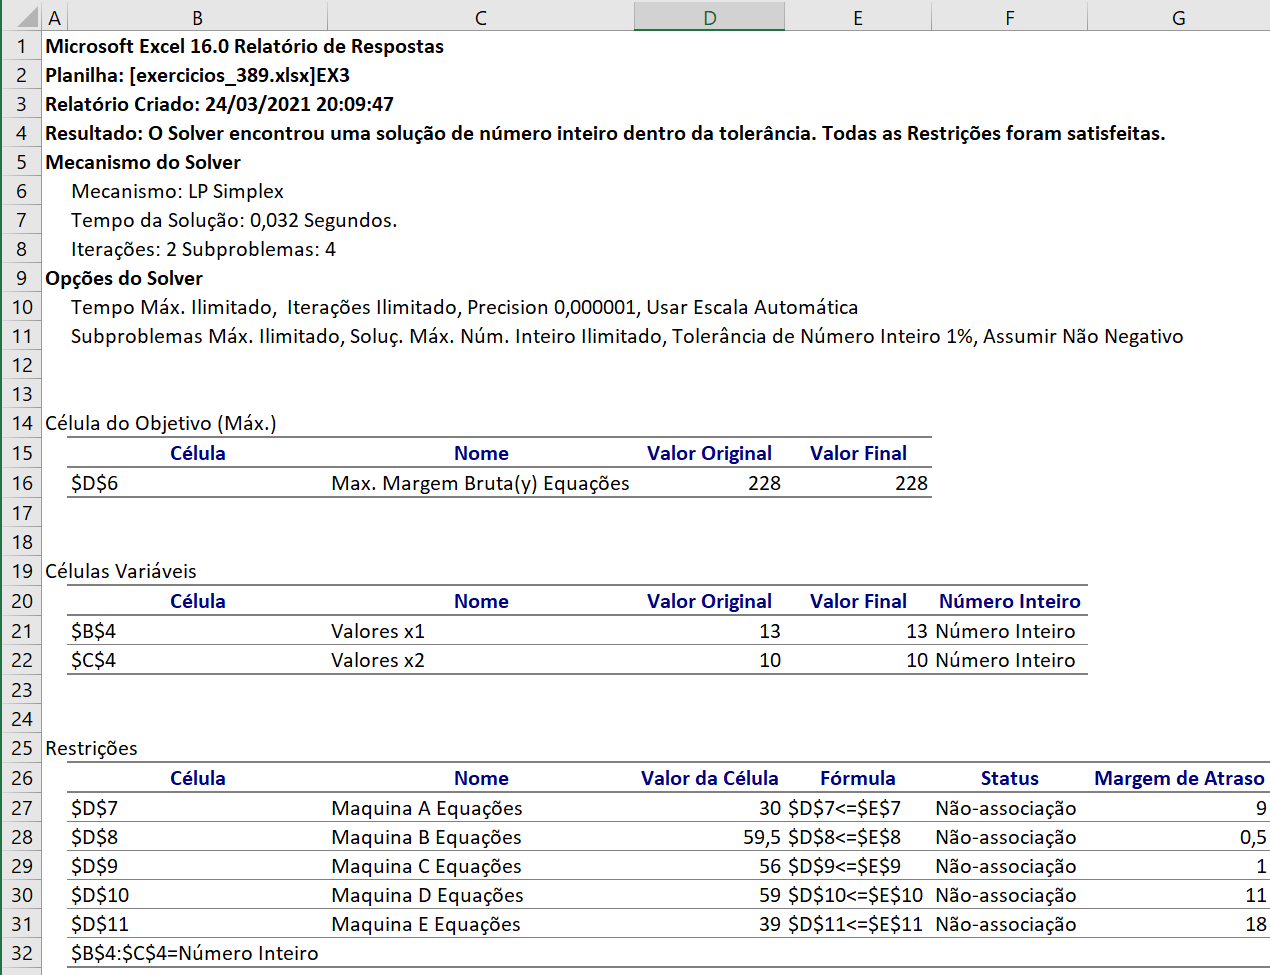 A B C D E F G
1 Microsoft Excel 16.0 Relatório de Respostas
2 Planilha: [exercicios_389.xlsx]EX3
3 Relatório Criado: 24/03/2021 20:09:47
4 Resultado: O Solver encontrou uma solução de número inteiro dentro da tolerância. Todas as Restrições foram satisfeitas.
5 Mecanismo do Solver
6 Mecanismo: LP Simplex
7 Tempo da Solução: 0,032 Segundos.
8 Iterações: 2 Subproblemas: 4
9 Opções do Solver
10 Tempo Máx. Ilimitado, Iterações Ilimitado, Precision 0,000001, Usar Escala Automática
11 Subproblemas Máx. Ilimitado, Soluç. Máx. Núm. Inteiro Ilimitado, Tolerância de Número Inteiro 1%, Assumir Não Negativo
12
13
14 Célula do Objetivo (Máx.)
15 Célula Nome Valor Original Valor Final
16 $D$6 Max. Margem Bruta(y) Equações 228 228
17
18
19 Células Variáveis
20 Célula Nome Valor Original Valor Final Número Inteiro
21 $B$4 Valores x1 13 13 Número Inteiro
22 $C$4 Valores x2 10 10 Número Inteiro
23
24
25 Restrições
26 Célula Nome Valor da Célula Fórmula Status Margem de Atraso
27 $D$7 Maquina A Equações 30 $D$7<=$E$7 Não-associação 9
28 $D$8 Maquina B Equações 59,5 $D$8<=$E$8 Não-associação 0,5
29 $D$9 Maquina C Equações 56 $D$9<=$E$9 Não-associação 1
30 $D$10 Maquina D Equações 59 $D$10<=$E$10 Não-associação 11
31 $D$11 Maquina E Equações 39 $D$11<=$E$11 Não-associação 18
32 $B$4:$C$4=Número Inteiro